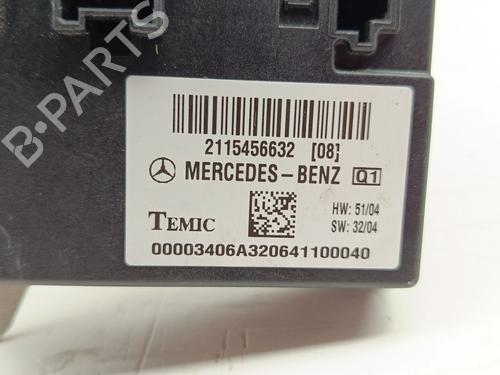 B-PARTS
2115456632 [08]
MERCEDES-BENZ Q1
TEMIC
HW: 51/04
SW: 32/04
00003406A320641100040